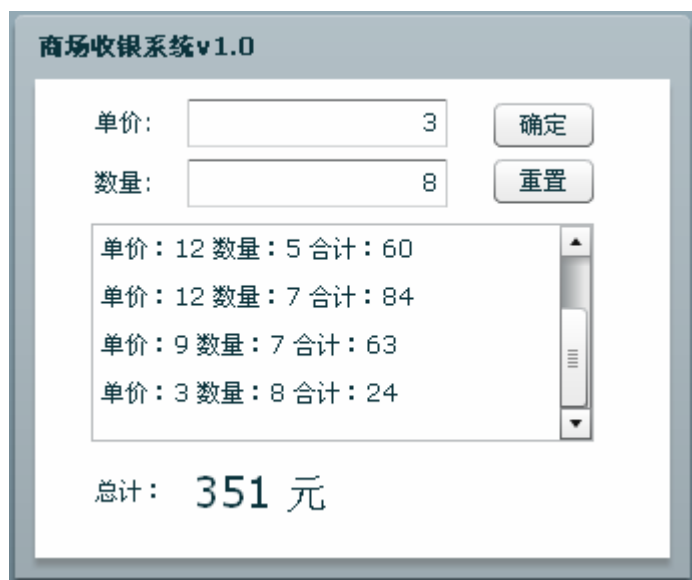 商场收银系统v1.0
单价: 3 确定
数量: 8 重置
单价：12 数量：5 合计：60
单价：12 数量：7 合计：84
单价：9 数量：7 合计：63
单价：3 数量：8 合计：24
总计： 351 元